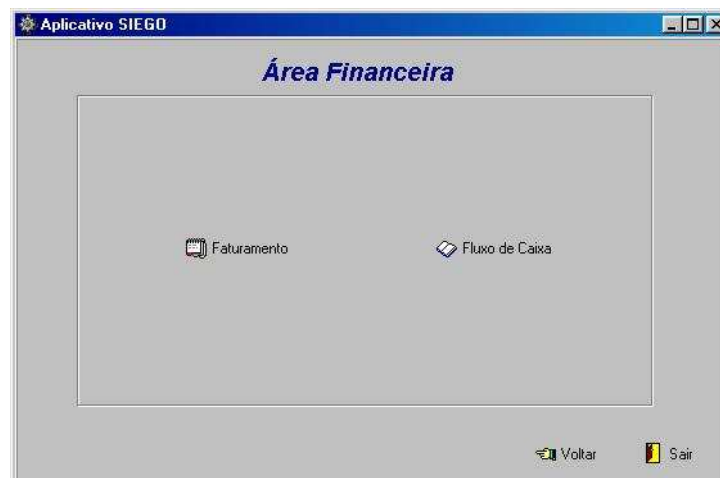 Aplicativo SIEGO
Área Financeira
Faturamento
Fluxo de Caixa
Voltar
Sair